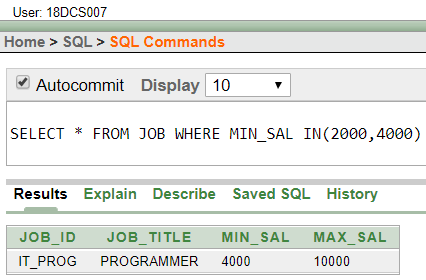 User: 18DCS007
Home > SQL > SQL Commands
Autocommit Display 10
SELECT * FROM JOB WHERE MIN_SAL IN(2000,4000)
Results Explain Describe Saved SQL History
JOB_ID JOB_TITLE MIN_SAL MAX_SAL
IT_PROG PROGRAMMER 4000 10000